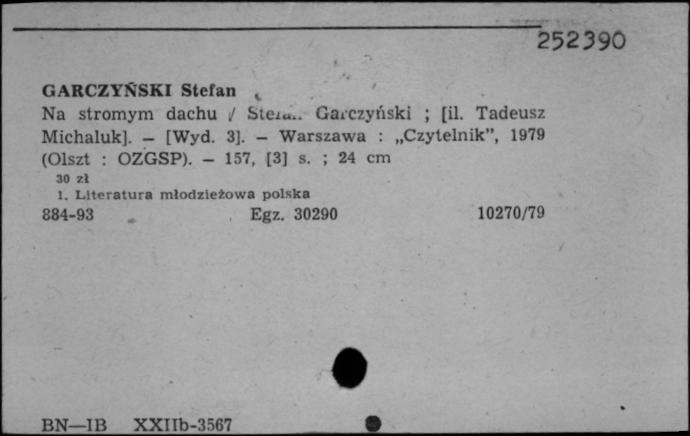 252390
GARCZYŃSKI Stefan
Na stromym dachu / Garczyński ; [il. Tadeusz
Michaluk]. — [Wyd. 3]. — Warszawa : „Czytelnik”, 1979
(Olszt : OZGSP). — 157, [3] s. ; 24 cm
30 zł
1. Literatura młodzieżowa polska
884-93 Egz. 30290 10270/79
BN—IB XXIIb-3567